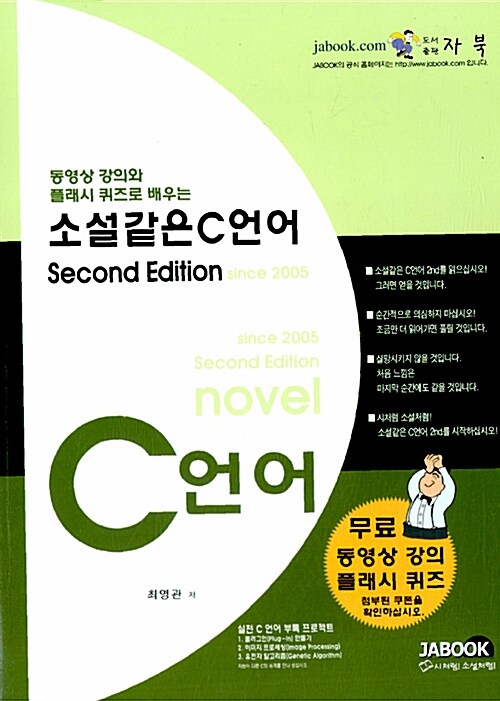 jabook.com 도서출판 자 북
JABOOK의 공식 홈페이지는 http://www.jabook.com 입니다.
동영상 강의와
플래시 퀴즈로 배우는
소설같은C언어
Second Edition since 2005
■ 소설같은 C언어 2nd를 읽으십시오!
그러면 얻을 것입니다.
■ 순간적으로 의심하지 마십시오!
조금만 더 읽어가면 풀릴 것입니다.
■ 실망시키지 않을 것입니다.
처음 느낌은
마지막 순간에도 같을 것입니다.
■ 시처럼 소설처럼!
소설같은 C언어 2nd를 시작하십시오!
since 2005
Second Edition
novel
C언어
무료
동영상 강의
플래시 퀴즈
첨부된 쿠폰을
확인하십시오.
최영관 저
실전 C 언어 부록 프로젝트
1. 플러그인(Plug-In) 만들기
2. 이미지 프로세싱(Image Processing)
3. 유전자 알고리즘(Genetic Algorithm)
JABOOK
시처럼! 소설처럼!